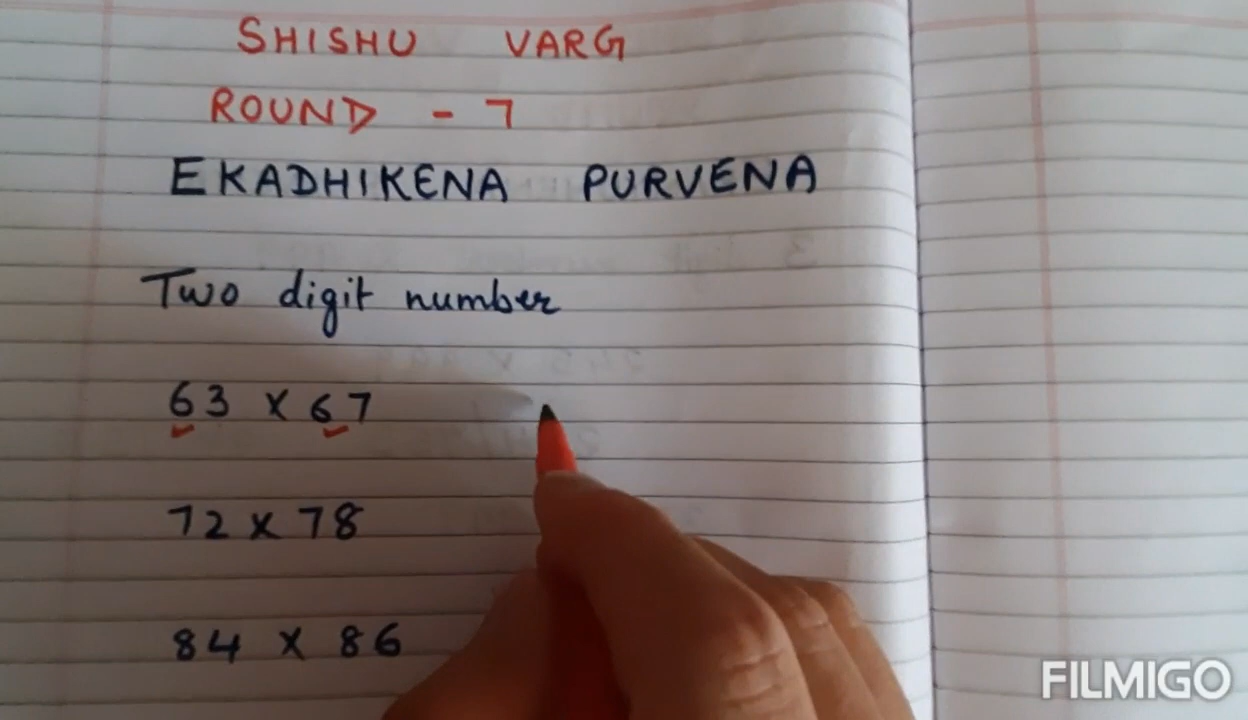 SHISHU VARG
ROUND - 7
EKADHIKENA PURVENA
Two digit number
63 x 67
72 x 78
84 x 86
FILMIGO